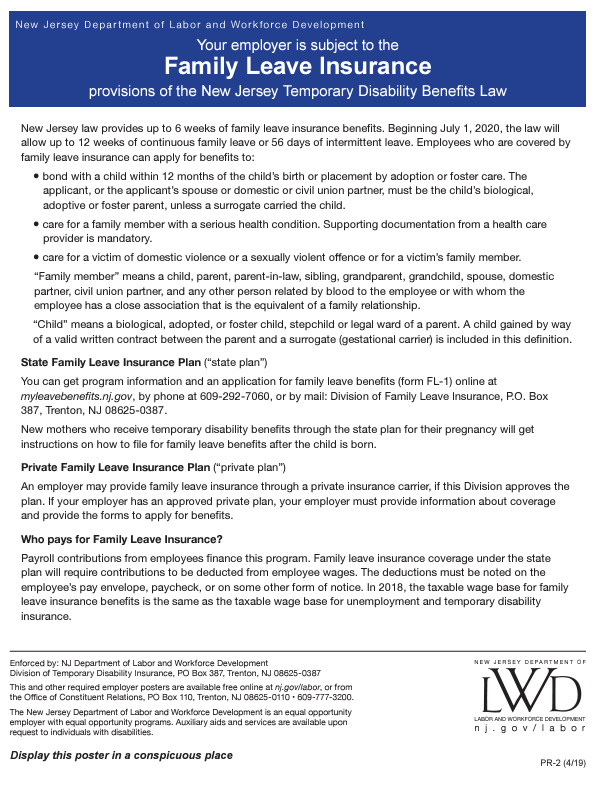 New Jersey Department of Labor and Workforce Development
Your employer is subject to the
Family Leave Insurance
provisions of the New Jersey Temporary Disability Benefits Law
New Jersey law provides up to 6 weeks of family leave insurance benefits. Beginning July 1, 2020, the law will
allow up to 12 weeks of continuous family leave or 56 days of intermittent leave. Employees who are covered by
family leave insurance can apply for benefits to:
• bond with a child within 12 months of the child’s birth or placement by adoption or foster care. The
applicant, or the applicant’s spouse or domestic or civil union partner, must be the child’s biological,
adoptive or foster parent, unless a surrogate carried the child.
• care for a family member with a serious health condition. Supporting documentation from a health care
provider is mandatory.
• care for a victim of domestic violence or a sexually violent offence or for a victim’s family member.
“Family member” means a child, parent, parent-in-law, sibling, grandparent, grandchild, spouse, domestic
partner, civil union partner, and any other person related by blood to the employee or with whom the
employee has a close association that is the equivalent of a family relationship.
“Child” means a biological, adopted, or foster child, stepchild or legal ward of a parent. A child gained by way
of a valid written contract between the parent and a surrogate (gestational carrier) is included in this definition.
State Family Leave Insurance Plan (“state plan”)
You can get program information and an application for family leave benefits (form FL-1) online at
myleavebenefits.nj.gov, by phone at 609-292-7060, or by mail: Division of Family Leave Insurance, P.O. Box
387, Trenton, NJ 08625-0387.
New mothers who receive temporary disability benefits through the state plan for their pregnancy will get
instructions on how to file for family leave benefits after the child is born.
Private Family Leave Insurance Plan (“private plan”)
An employer may provide family leave insurance through a private insurance carrier, if this Division approves the
plan. If your employer has an approved private plan, your employer must provide information about coverage
and provide the forms to apply for benefits.
Who pays for Family Leave Insurance?
Payroll contributions from employees finance this program. Family leave insurance coverage under the state
plan will require contributions to be deducted from employee wages. The deductions must be noted on the
employee’s pay envelope, paycheck, or on some other form of notice. In 2018, the taxable wage base for family
leave insurance benefits is the same as the taxable wage base for unemployment and temporary disability
insurance.
Enforced by: NJ Department of Labor and Workforce Development
Division of Temporary Disability Insurance, PO Box 387, Trenton, NJ 08625-0387
This and other required employer posters are available free online at nj.gov/labor, or from
the Office of Constituent Relations, PO Box 110, Trenton, NJ 08625-0110 • 609-777-3200.
The New Jersey Department of Labor and Workforce Development is an equal opportunity
employer with equal opportunity programs. Auxiliary aids and services are available upon
request to individuals with disabilities.
Display this poster in a conspicuous place
NEW JERSEY DEPARTMENT OF
LWD
LABOR AND WORKFORCE DEVELOPMENT
nj.gov/labor
PR-2 (4/19)